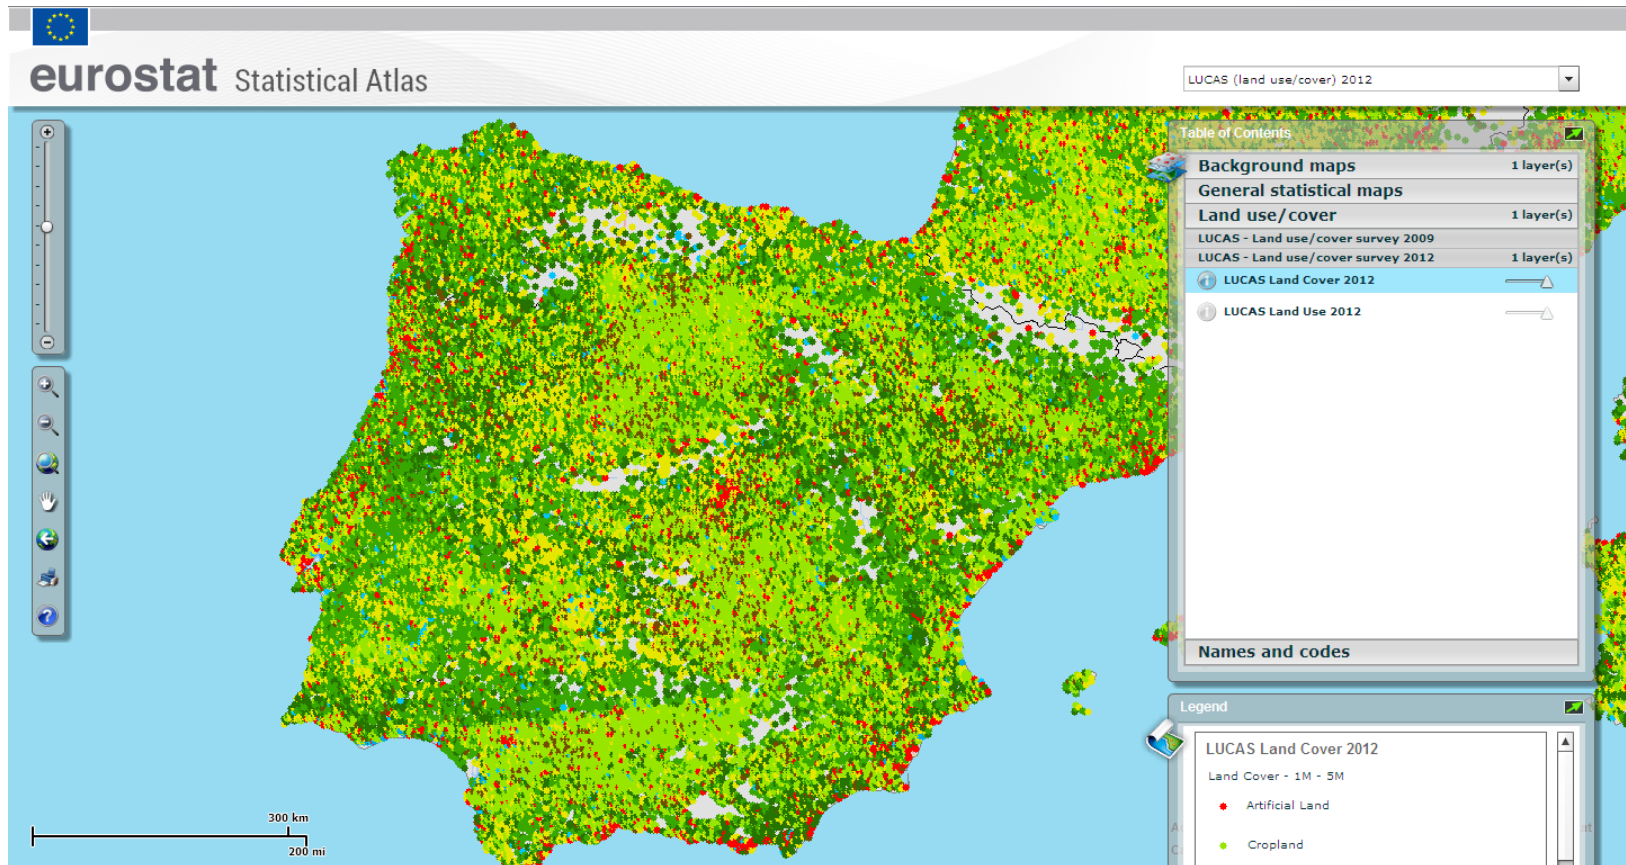 eurostat Statistical Atlas
LUCAS (land use/cover) 2012
Table of Contents
Background maps 1 layer(s)
General statistical maps
Land use/cover 1 layer(s)
LUCAS - Land use/cover survey 2009
LUCAS - Land use/cover survey 2012 1 layer(s)
LUCAS Land Cover 2012
LUCAS Land Use 2012
Names and codes
Legend
LUCAS Land Cover 2012
Land Cover - 1M - 5M
Artificial Land
Cropland
300 km
200 mi